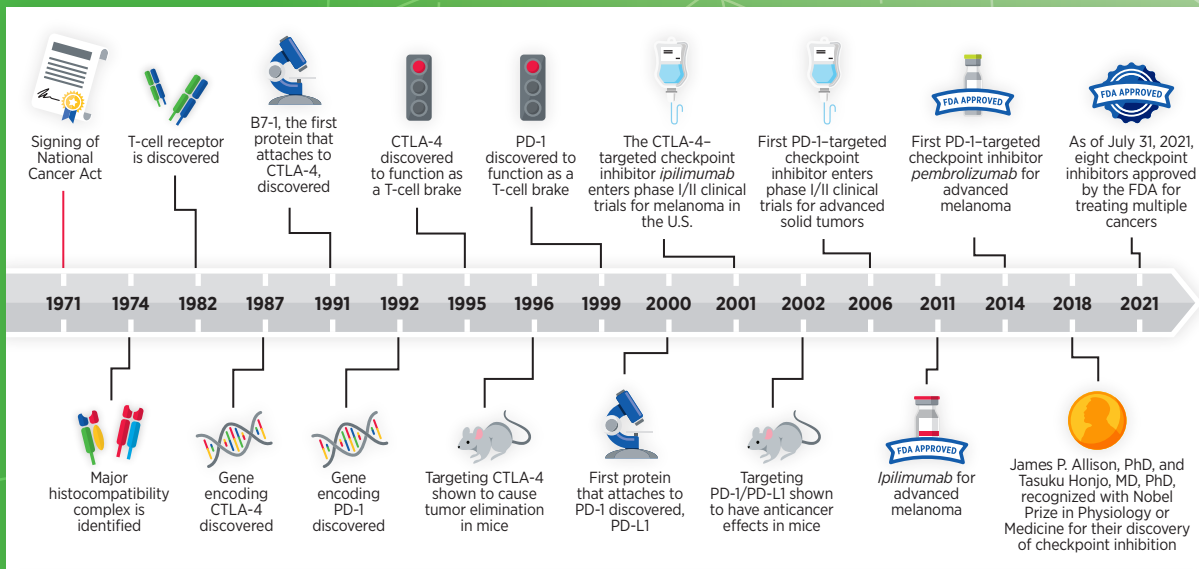 Signing of
National
Cancer Act
T-cell receptor
is discovered
B7-1, the first
protein that
attaches to
CTLA-4,
discovered
CTLA-4
discovered
to function as
a T-cell brake
PD-1
discovered to
function as a
T-cell brake
The CTLA-4–
targeted checkpoint
inhibitor ipilimumab
enters phase I/II clinical
trials for melanoma in
the U.S.
First PD-1–targeted
checkpoint
inhibitor enters
phase I/II clinical
trials for advanced
solid tumors
FDA APPROVED
First PD-1–targeted
checkpoint inhibitor
pembrolizumab for
advanced
melanoma
FDA APPROVED
As of July 31, 2021,
eight checkpoint
inhibitors approved
by the FDA for
treating multiple
cancers
1971 1974 1982 1987 1991 1992 1995 1996 1999 2000 2001 2002 2006 2011 2014 2018 2021
Major
histocompatibility
complex is
identified
Gene
encoding
CTLA-4
discovered
Gene
encoding
PD-1
discovered
Targeting CTLA-4
shown to cause
tumor elimination
in mice
First protein
that attaches to
PD-1 discovered,
PD-L1
Targeting
PD-1/PD-L1 shown
to have anticancer
effects in mice
FDA APPROVED
Ipilimumab for
advanced
melanoma
James P. Allison, PhD, and
Tasuku Honjo, MD, PhD,
recognized with Nobel
Prize in Physiology or
Medicine for their discovery
of checkpoint inhibition